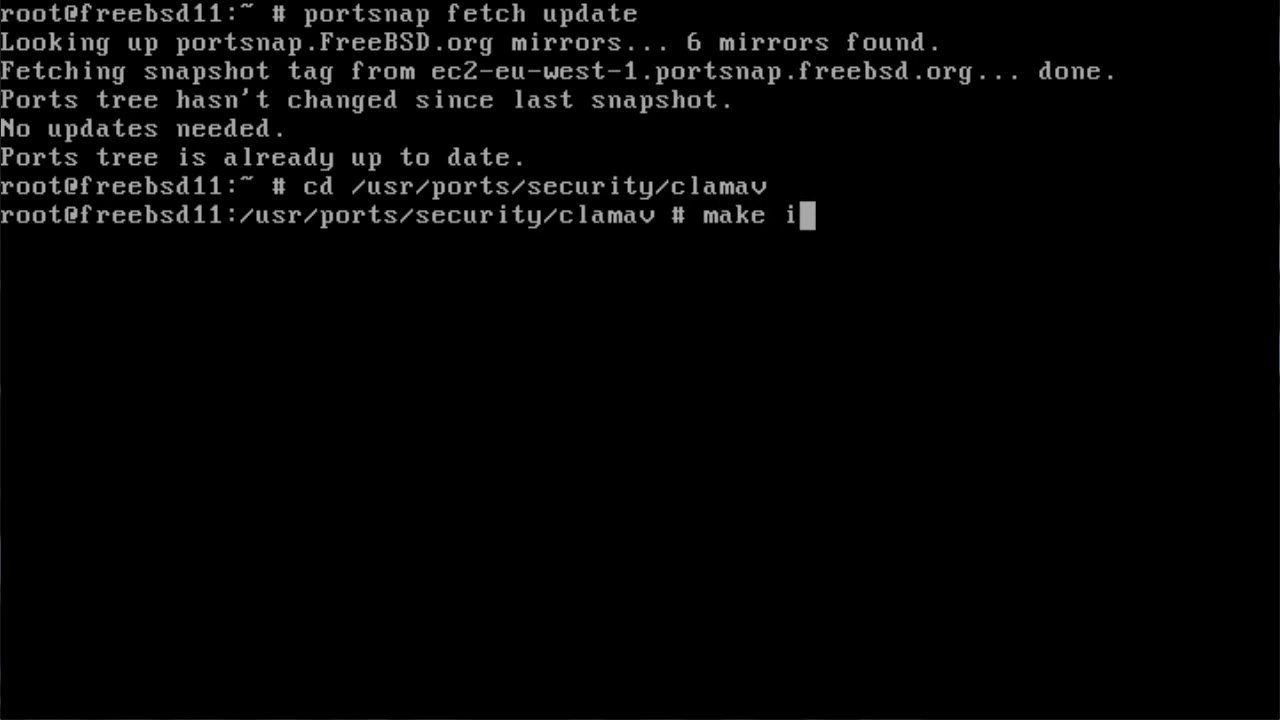 root@freebsd11:~ # portsnap fetch update
Looking up portsnap.FreeBSD.org mirrors... 6 mirrors found.
Fetching snapshot tag from ec2-eu-west-1.portsnap.freebsd.org... done.
Ports tree hasn't changed since last snapshot.
No updates needed.
Ports tree is already up to date.
root@freebsd11:~ # cd /usr/ports/security/clamav
root@freebsd11:/usr/ports/security/clamav # make i